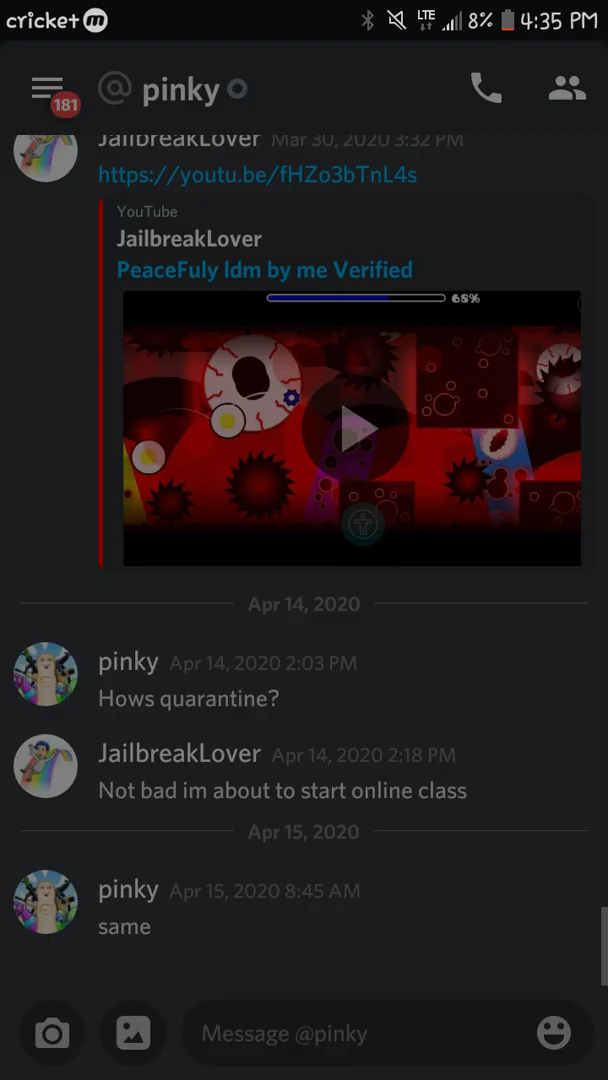 cricket m LTE 8% 4:35 PM
181
@ pinky
JailbreakLover Mar 30, 2020 3:32 PM
https://youtu.be/fHZo3bTnL4s
YouTube
JailbreakLover
PeaceFuly ldm by me Verified
68%
Apr 14, 2020
pinky Apr 14, 2020 2:03 PM
Hows quarantine?
JailbreakLover Apr 14, 2020 2:18 PM
Not bad im about to start online class
Apr 15, 2020
pinky Apr 15, 2020 8:45 AM
same
Message @pinky